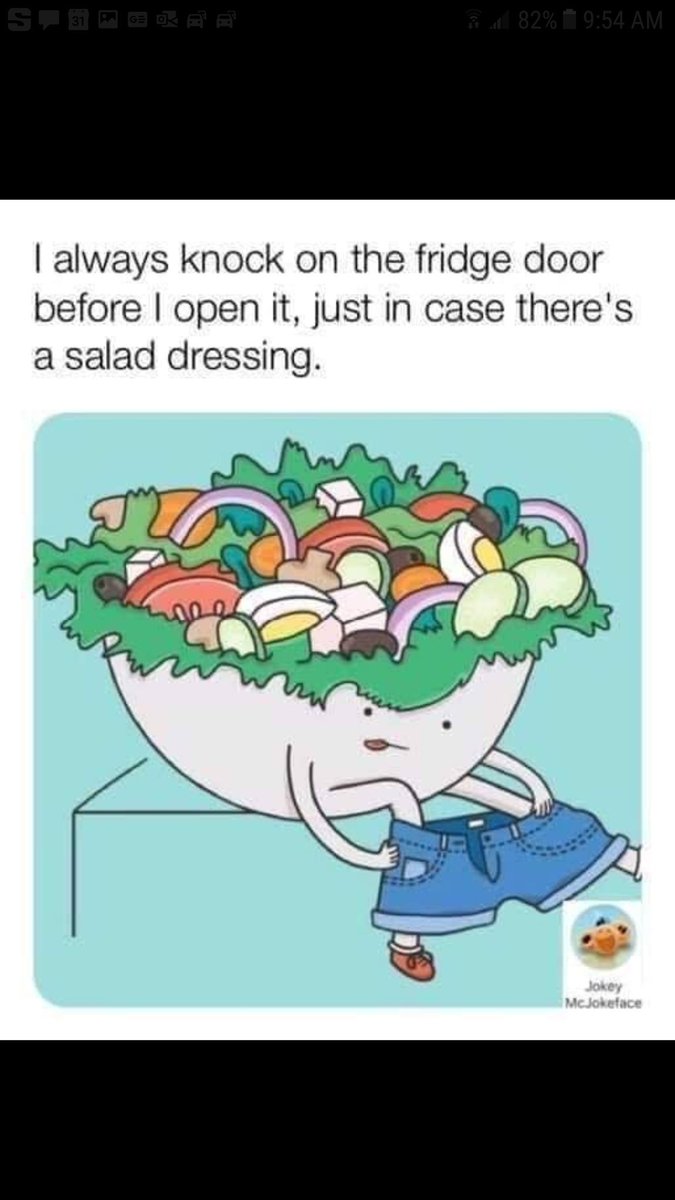 31
82% 9:54 AM
I always knock on the fridge door
before I open it, just in case there's
a salad dressing.
Jokey
McJokeface